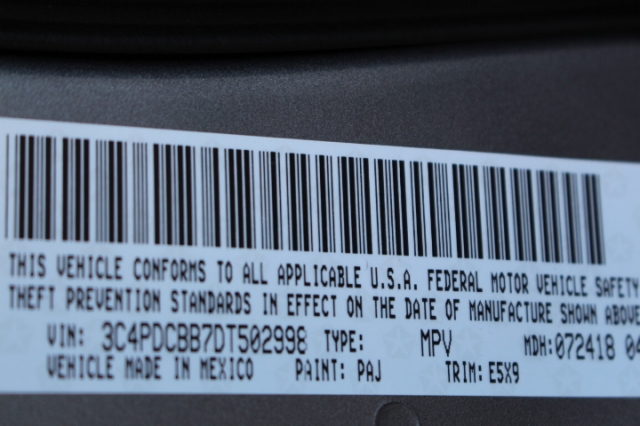 THIS VEHICLE CONFORMS TO ALL APPLICABLE U.S.A. FEDERAL MOTOR VEHICLE SAFETY
THEFT PREVENTION STANDARDS IN EFFECT ON THE DATE OF MANUFACTURE SHOWN ABOVE
VIN: 3C4PDCBB7DT502998 TYPE: MPV MDH:072418 04
VEHICLE MADE IN MEXICO PAINT: PAJ TRIM: E5X9